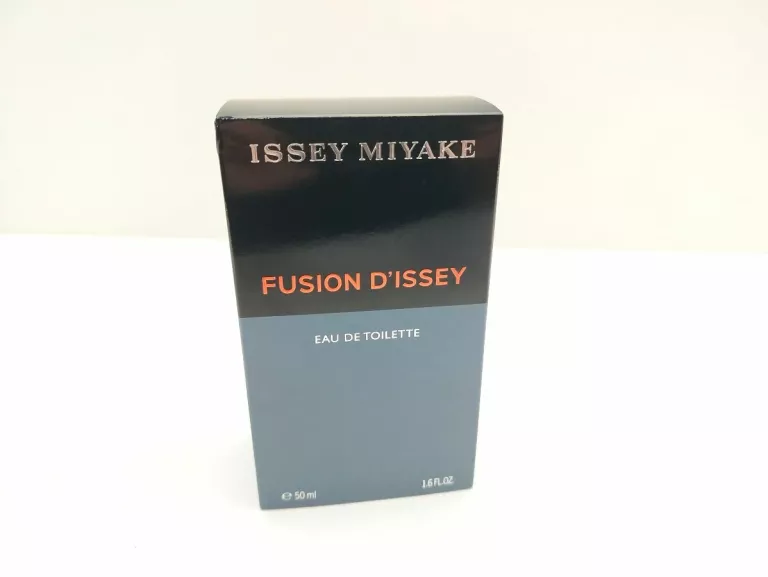 ISSEY MIYAKE
FUSION D'ISSEY
EAU DE TOILETTE
℮ 50 ml
1.6 FL.OZ.